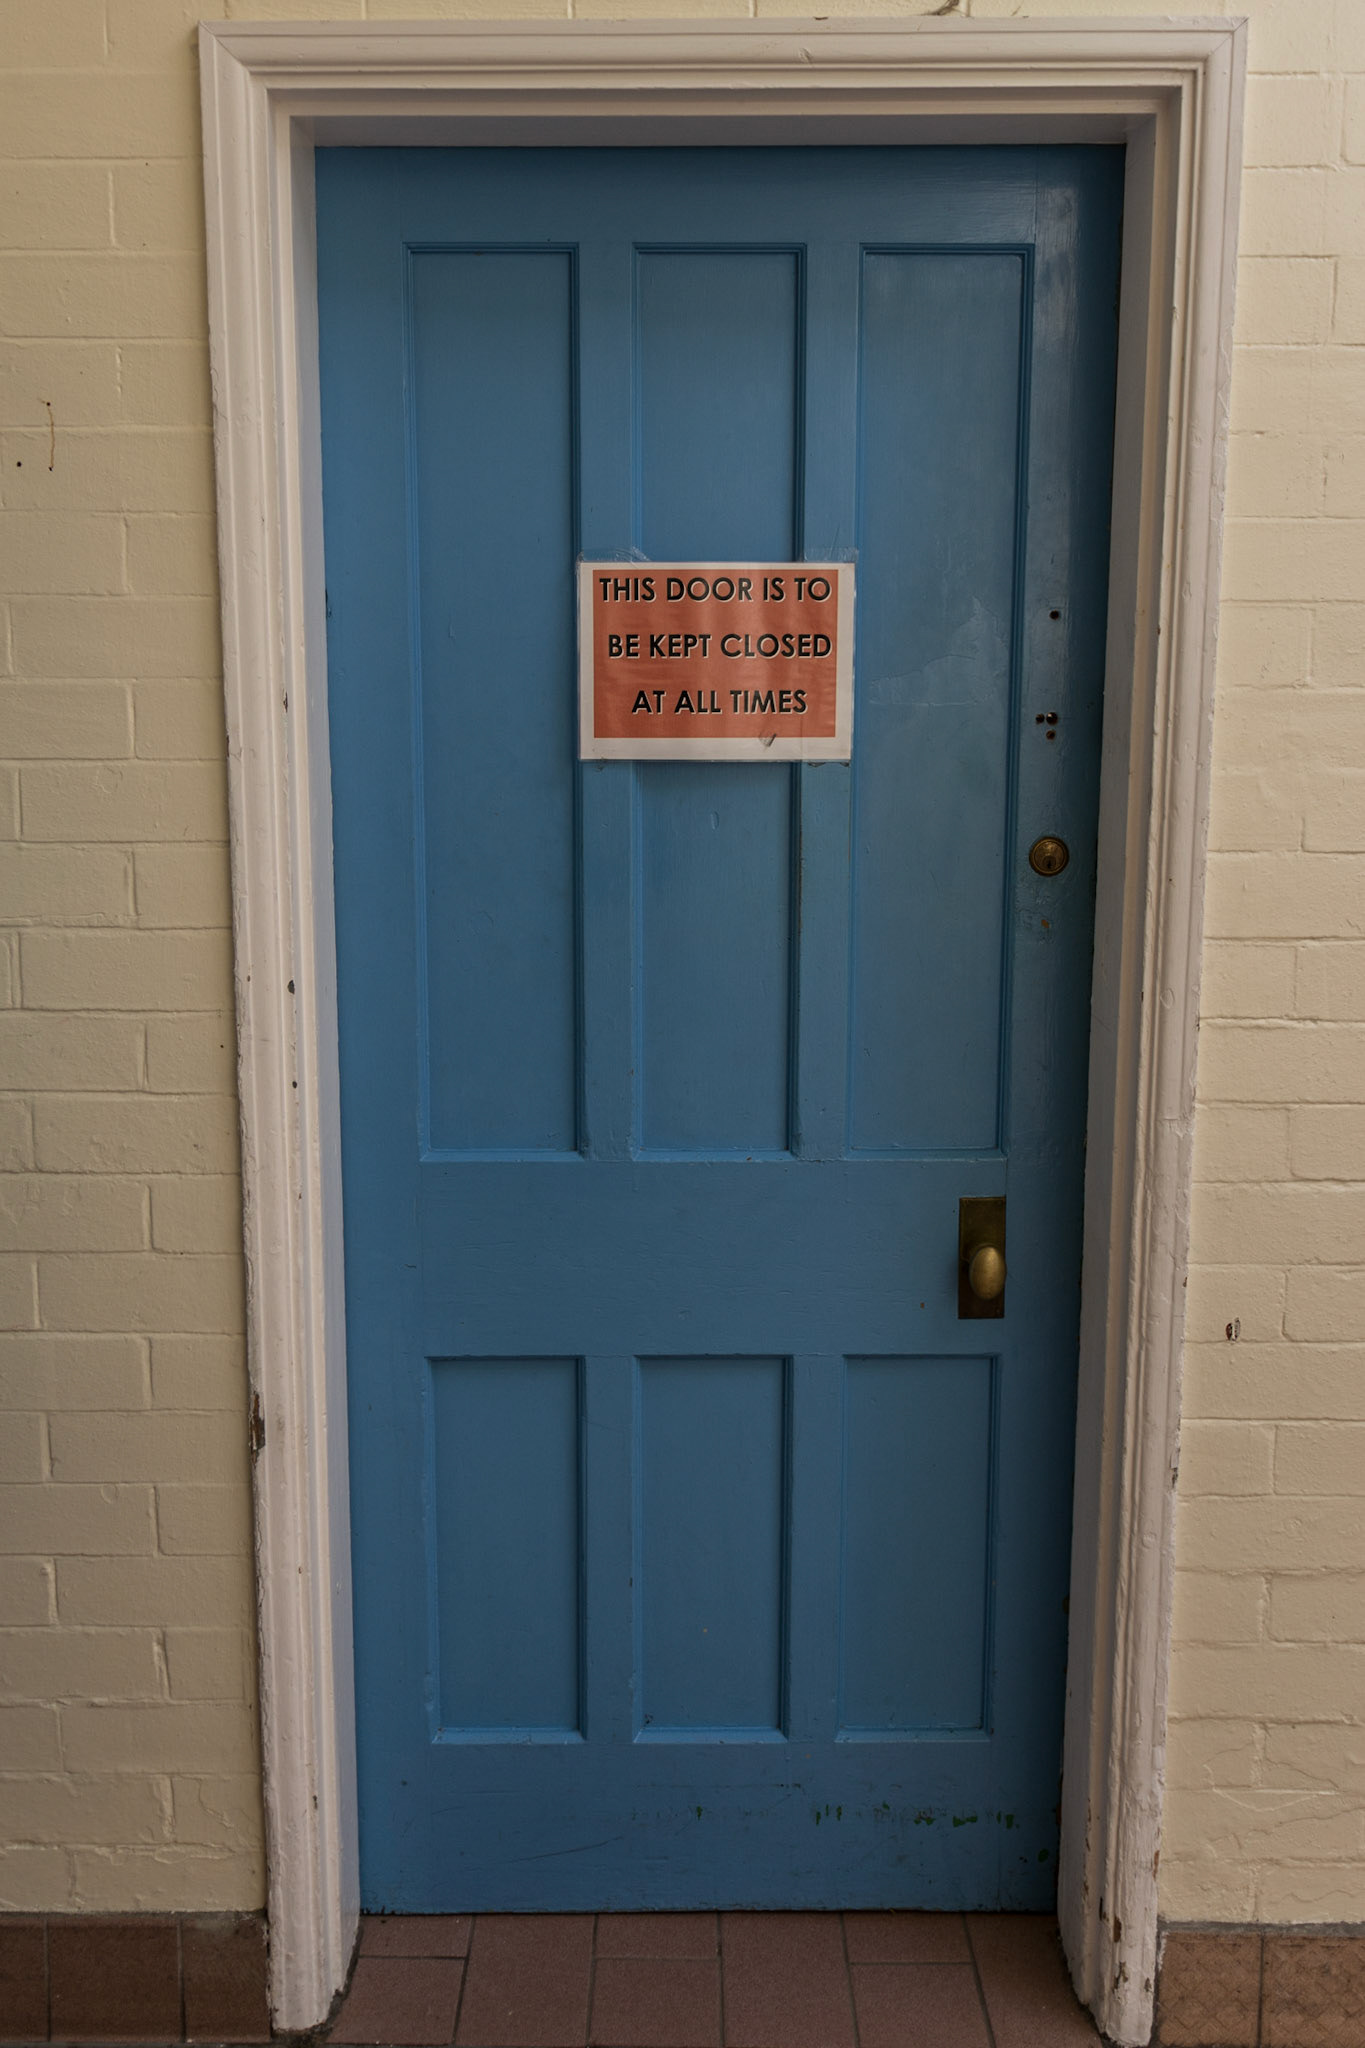 THIS DOOR IS TO
BE KEPT CLOSED
AT ALL TIMES